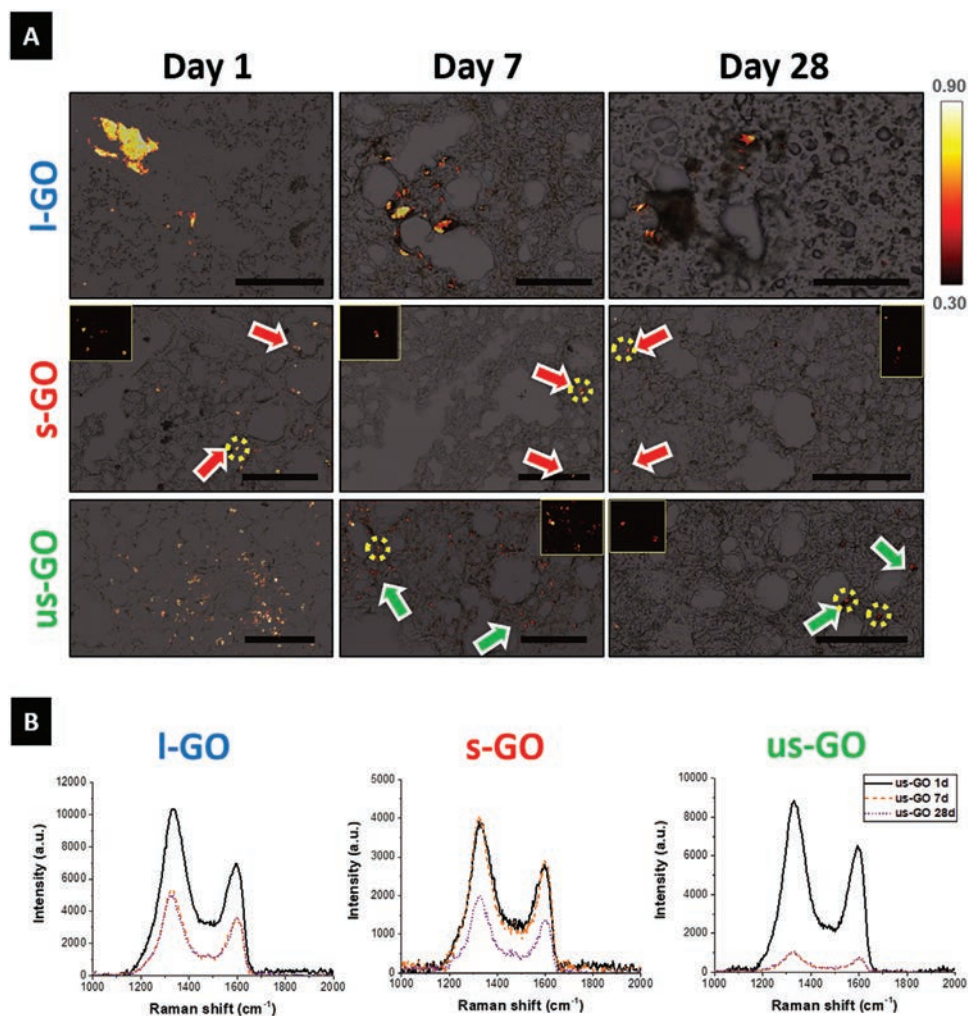 A
Day 1
Day 7
Day 28
l-GO
s-GO
us-GO
0.90
0.30
B
l-GO
s-GO
us-GO
12000
10000
8000
6000
4000
2000
0
Intensity (a.u.)
1000 1200 1400 1600 1800 2000
Raman shift (cm⁻¹)
5000
4000
3000
2000
1000
0
Intensity (a.u.)
1000 1200 1400 1600 1800 2000
Raman shift (cm⁻¹)
10000
8000
6000
4000
2000
0
Intensity (a.u.)
1000 1200 1400 1600 1800 2000
Raman shift (cm⁻¹)
us-GO 1d
us-GO 7d
us-GO 28d